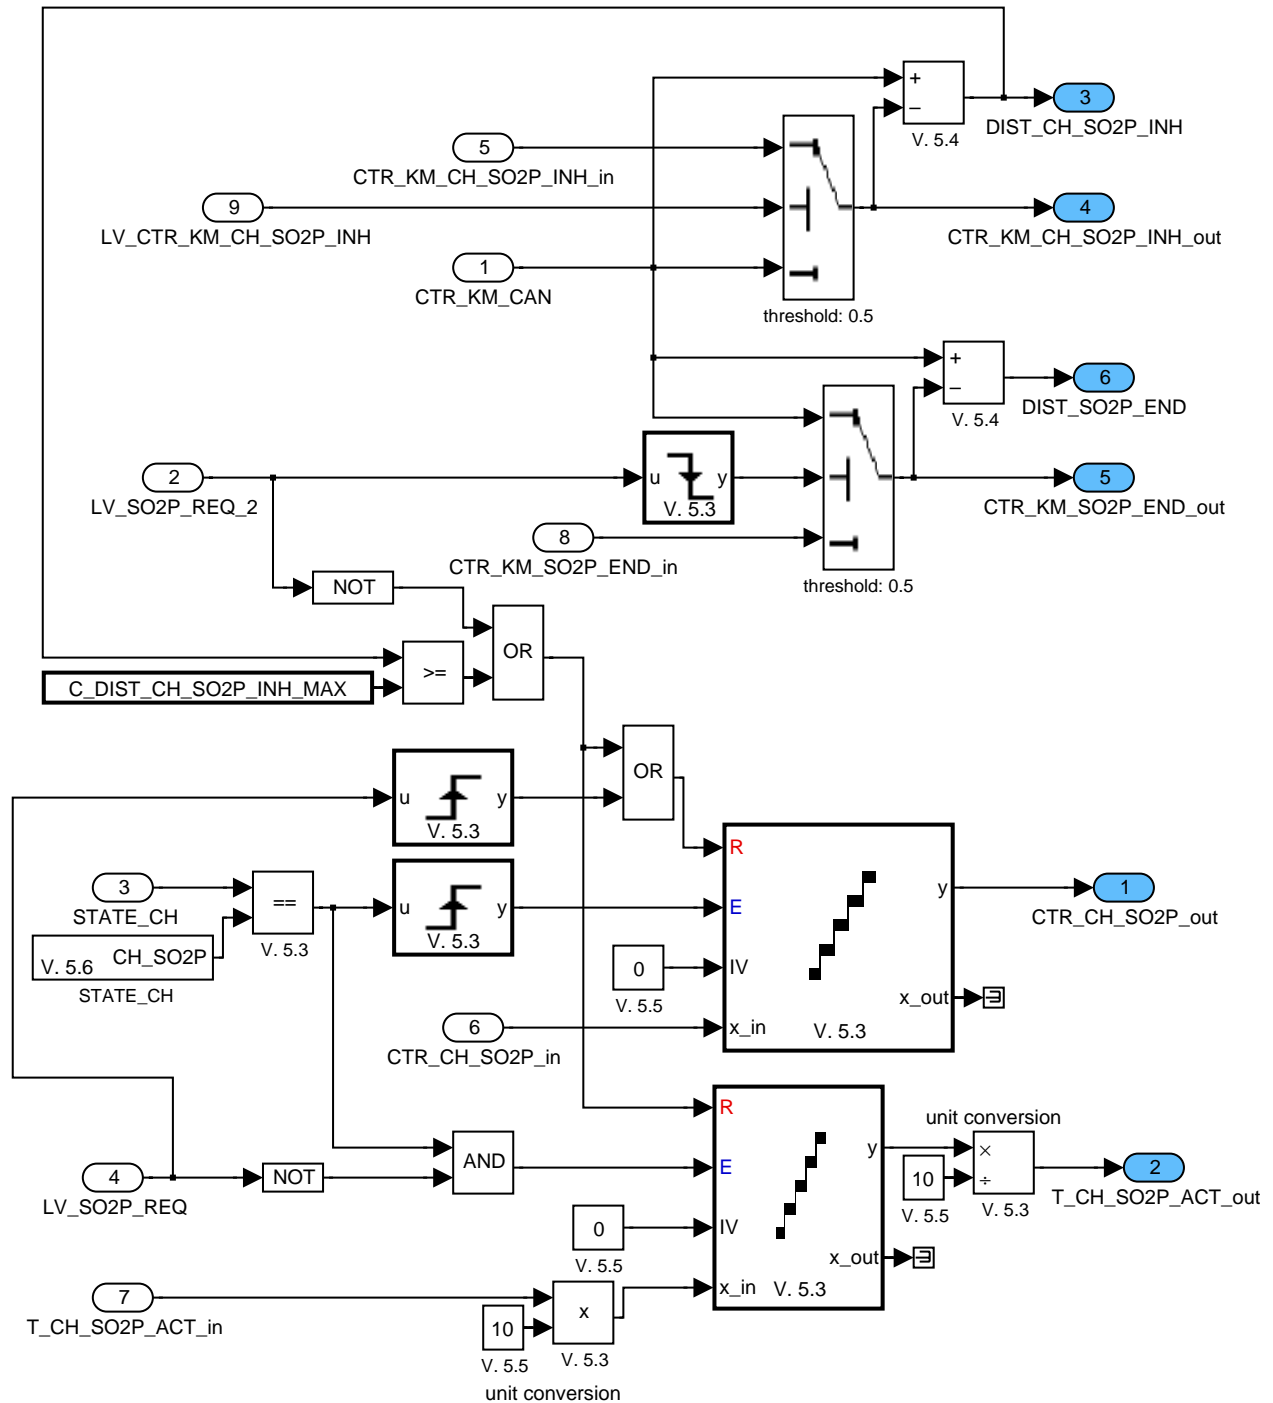 +
–
V. 5.4
3
DIST_CH_SO2P_INH
5
CTR_KM_CH_SO2P_INH_in
9
LV_CTR_KM_CH_SO2P_INH
4
CTR_KM_CH_SO2P_INH_out
1
CTR_KM_CAN
threshold: 0.5
+
–
V. 5.4
6
DIST_SO2P_END
2
LV_SO2P_REQ_2
u
y
V. 5.3
5
CTR_KM_SO2P_END_out
8
CTR_KM_SO2P_END_in
threshold: 0.5
NOT
OR
>=
C_DIST_CH_SO2P_INH_MAX
OR
u
y
V. 5.3
3
STATE_CH
==
V. 5.3
CH_SO2P
V. 5.6
STATE_CH
u
y
V. 5.3
R
E
IV
x_in
y
x_out
V. 5.3
0
V. 5.5
6
CTR_CH_SO2P_in
1
CTR_CH_SO2P_out
4
LV_SO2P_REQ
NOT
AND
R
E
IV
x_in
y
x_out
V. 5.3
0
V. 5.5
7
T_CH_SO2P_ACT_in
10
V. 5.5
x
V. 5.3
unit conversion
unit conversion
×
÷
V. 5.3
10
V. 5.5
2
T_CH_SO2P_ACT_out